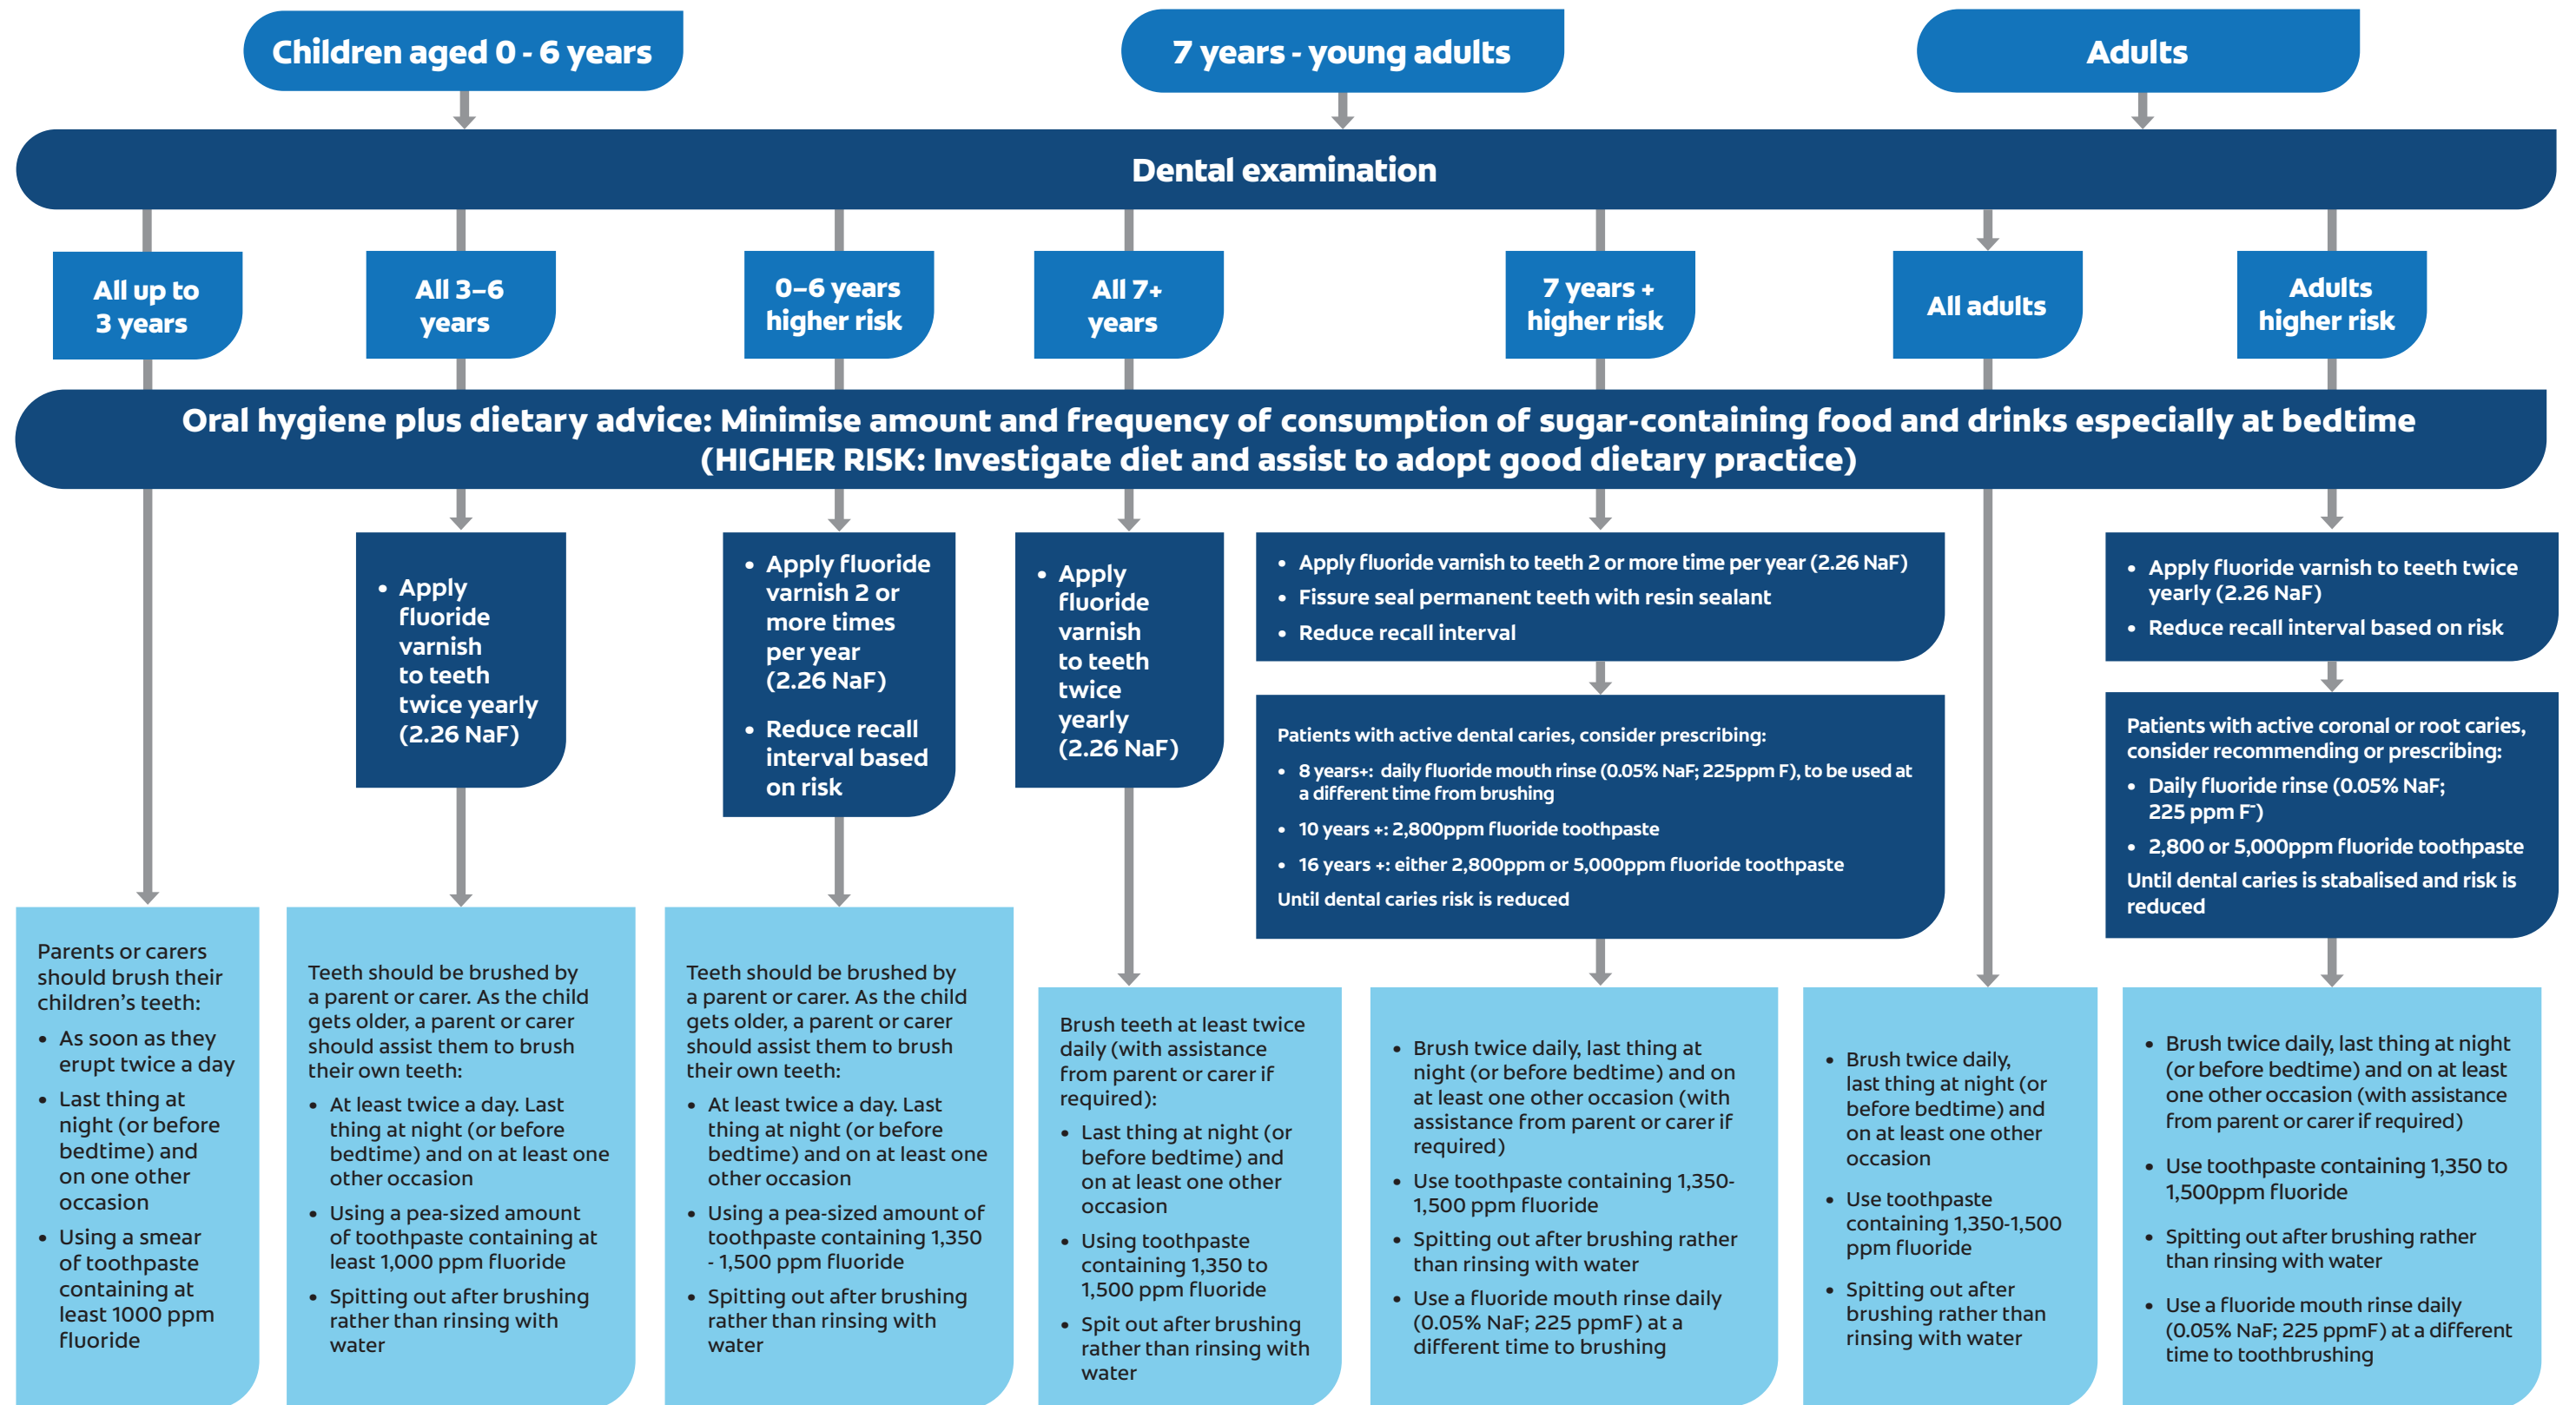 Children aged 0 - 6 years
7 years - young adults
Adults
Dental examination
All up to
3 years
All 3–6
years
0–6 years
higher risk
All 7+
years
7 years +
higher risk
All adults
Adults
higher risk
Oral hygiene plus dietary advice: Minimise amount and frequency of consumption of sugar-containing food and drinks especially at bedtime
(HIGHER RISK: Investigate diet and assist to adopt good dietary practice)
• Apply
fluoride
varnish
to teeth
twice yearly
(2.26 NaF)
• Apply fluoride
varnish 2 or
more times
per year
(2.26 NaF)
• Reduce recall
interval based
on risk
• Apply
fluoride
varnish
to teeth
twice
yearly
(2.26 NaF)
• Apply fluoride varnish to teeth 2 or more time per year (2.26 NaF)
• Fissure seal permanent teeth with resin sealant
• Reduce recall interval
Patients with active dental caries, consider prescribing:
• 8 years+: daily fluoride mouth rinse (0.05% NaF; 225ppm F), to be used at
a different time from brushing
• 10 years +: 2,800ppm fluoride toothpaste
• 16 years +: either 2,800ppm or 5,000ppm fluoride toothpaste
Until dental caries risk is reduced
• Apply fluoride varnish to teeth twice
yearly (2.26 NaF)
• Reduce recall interval based on risk
Patients with active coronal or root caries,
consider recommending or prescribing:
• Daily fluoride rinse (0.05% NaF;
225 ppm F⁻)
• 2,800 or 5,000ppm fluoride toothpaste
Until dental caries is stabalised and risk is
reduced
Parents or carers
should brush their
children's teeth:
• As soon as they
erupt twice a day
• Last thing at
night (or before
bedtime) and
on one other
occasion
• Using a smear
of toothpaste
containing at
least 1000 ppm
fluoride
Teeth should be brushed by
a parent or carer. As the child
gets older, a parent or carer
should assist them to brush
their own teeth:
• At least twice a day. Last
thing at night (or before
bedtime) and on at least one
other occasion
• Using a pea-sized amount
of toothpaste containing at
least 1,000 ppm fluoride
• Spitting out after brushing
rather than rinsing with
water
Teeth should be brushed by
a parent or carer. As the child
gets older, a parent or carer
should assist them to brush
their own teeth:
• At least twice a day. Last
thing at night (or before
bedtime) and on at least one
other occasion
• Using a pea-sized amount of
toothpaste containing 1,350
- 1,500 ppm fluoride
• Spitting out after brushing
rather than rinsing with
water
Brush teeth at least twice
daily (with assistance
from parent or carer if
required):
• Last thing at night (or
before bedtime) and
on at least one other
occasion
• Using toothpaste
containing 1,350 to
1,500 ppm fluoride
• Spit out after brushing
rather than rinsing with
water
• Brush twice daily, last thing at
night (or before bedtime) and on
at least one other occasion (with
assistance from parent or carer if
required)
• Use toothpaste containing 1,350-
1,500 ppm fluoride
• Spitting out after brushing rather
than rinsing with water
• Use a fluoride mouth rinse daily
(0.05% NaF; 225 ppmF) at a
different time to brushing
• Brush twice daily,
last thing at night (or
before bedtime) and
on at least one other
occasion
• Use toothpaste
containing 1,350-1,500
ppm fluoride
• Spitting out after
brushing rather than
rinsing with water
• Brush twice daily, last thing at night
(or before bedtime) and on at least
one other occasion (with assistance
from parent or carer if required)
• Use toothpaste containing 1,350 to
1,500ppm fluoride
• Spitting out after brushing rather
than rinsing with water
• Use a fluoride mouth rinse daily
(0.05% NaF; 225 ppmF) at a different
time to toothbrushing